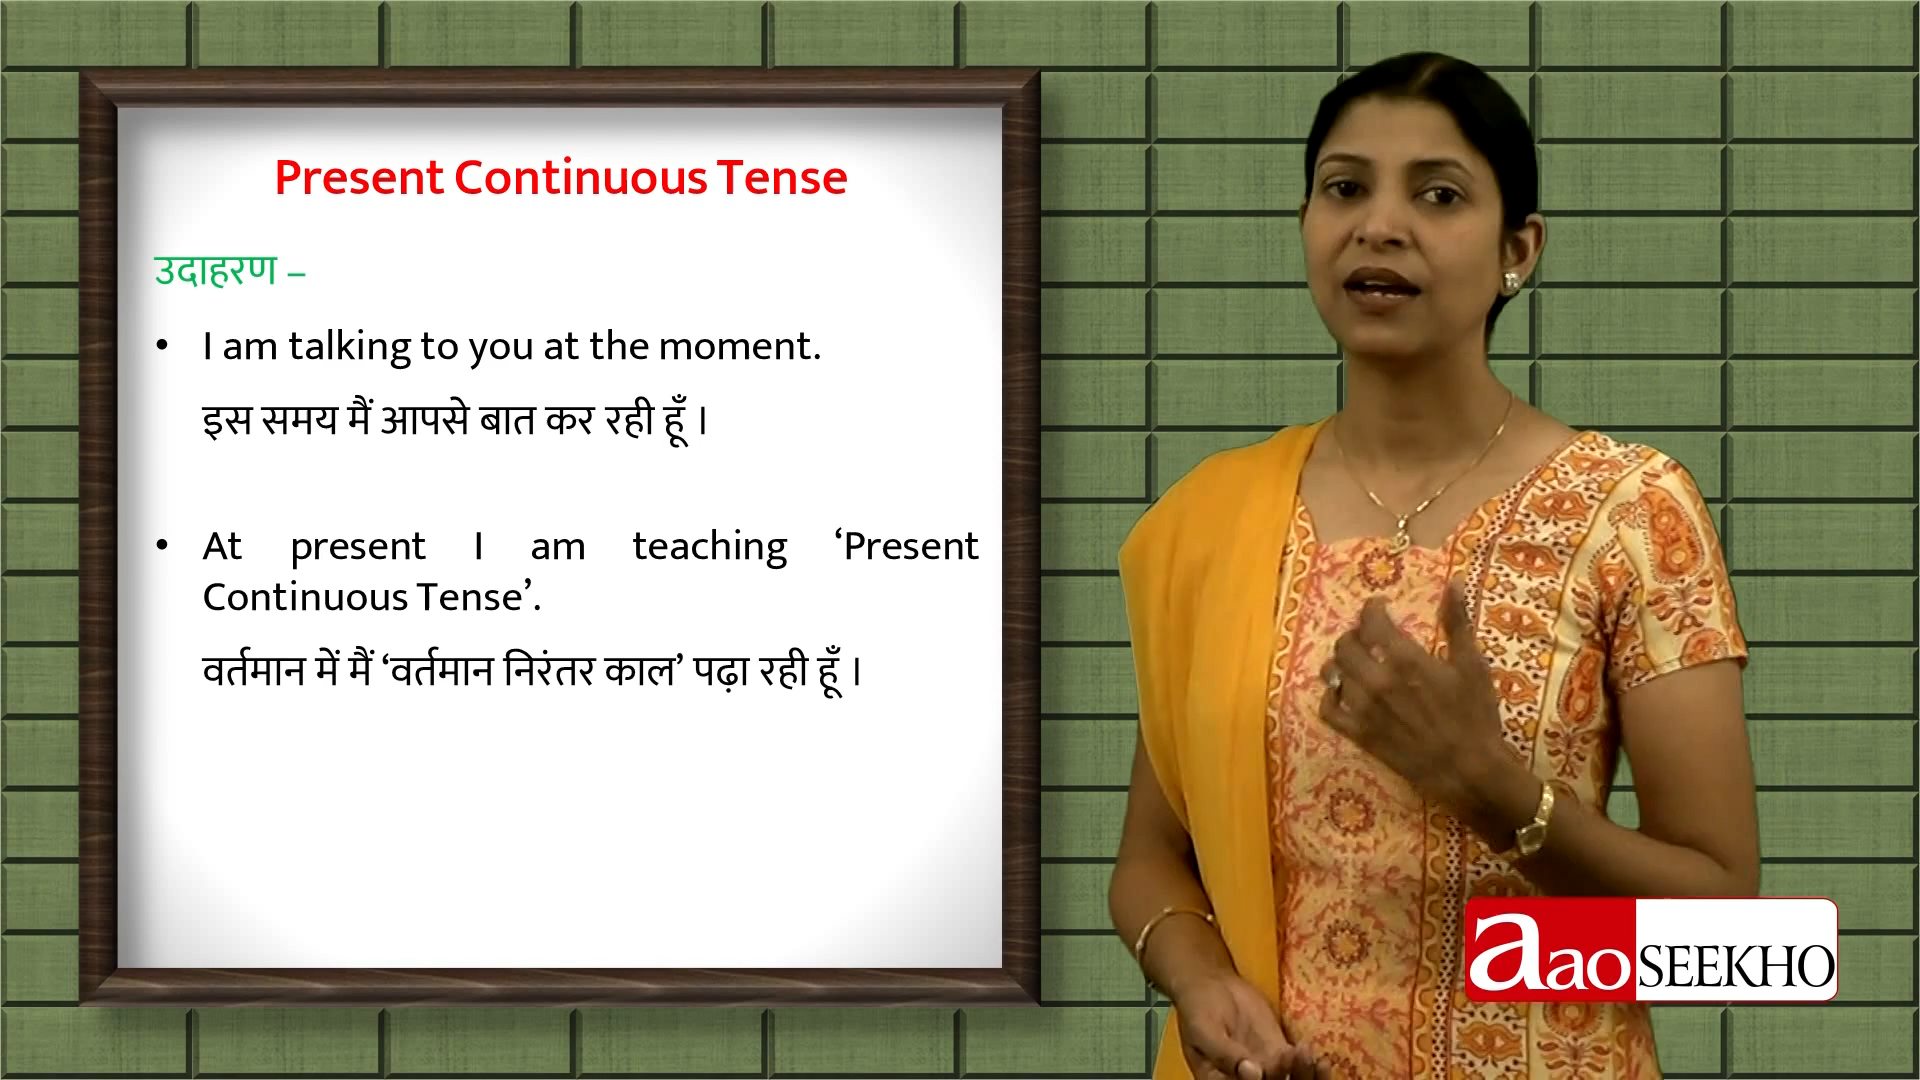 Present Continuous Tense
उदाहरण –
• I am talking to you at the moment.
इस समय मैं आपसे बात कर रही हूँ ।
• At present I am teaching ‘Present
Continuous Tense’.
वर्तमान में मैं ‘वर्तमान निरंतर काल’ पढ़ा रही हूँ ।
aao SEEKHO